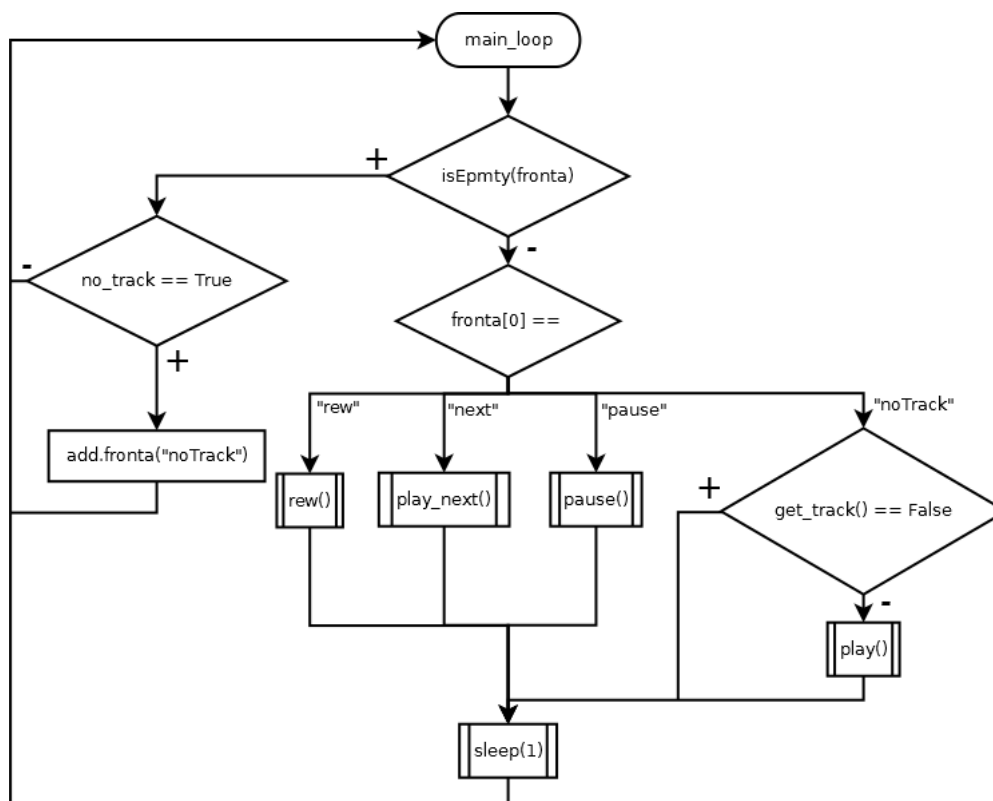 main_loop
+
isEpmty(fronta)
-
-
no_track == True
fronta[0] ==
+
"rew"
"next"
"pause"
"noTrack"
add.fronta("noTrack")
+
rew()
play_next()
pause()
get_track() == False
-
play()
sleep(1)